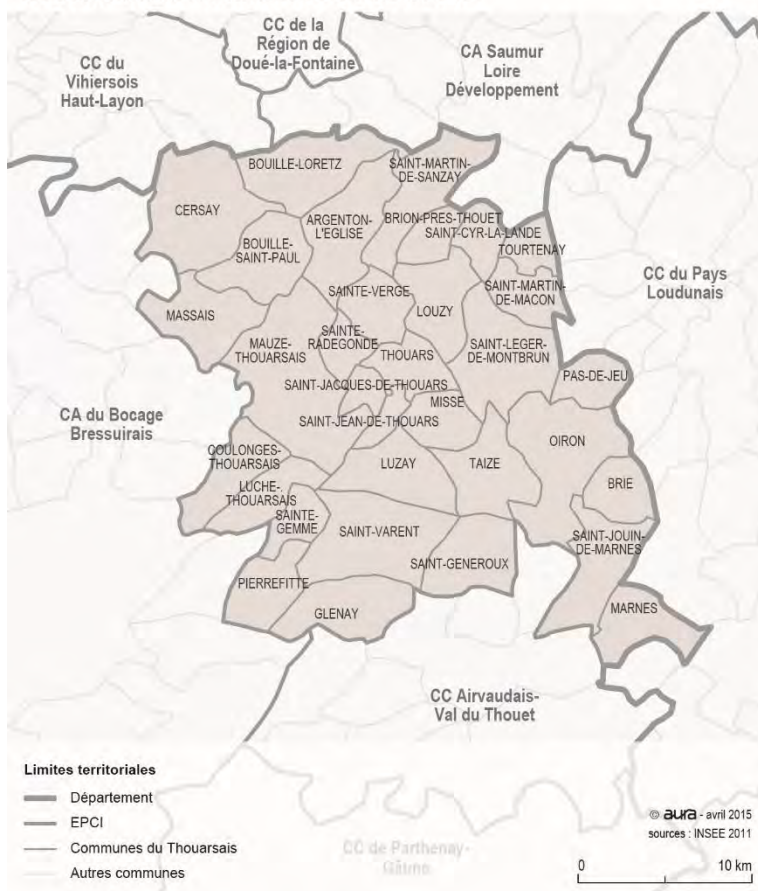 CC de la
Région de
Doué-la-Fontaine
CC du
Vihiersois
Haut-Layon
CA Saumur
Loire
Développement
BOUILLE-LORETZ
SAINT-MARTIN-
DE-SANZAY
CERSAY
ARGENTON-
L'EGLISE
BRION-PRES-THOUET
SAINT-CYR-LA-LANDE
TOURTENAY
BOUILLE-
SAINT-PAUL
CC du Pays
Loudunais
SAINTE-VERGE
SAINT-MARTIN-
DE-MACON
MASSAIS
LOUZY
MAUZE-
THOUARSAIS
SAINTE-
RADEGONDE
SAINT-LEGER-
DE-MONTBRUN
THOUARS
PAS-DE-JEU
SAINT-JACQUES-DE-THOUARS
MISSE
CA du Bocage
Bressuirais
SAINT-JEAN-DE-THOUARS
OIRON
COULONGES-
THOUARSAIS
LUZAY
TAIZE
BRIE
LUCHE-
THOUARSAIS
SAINTE-
GEMME
SAINT-VARENT
SAINT-JOUIN-
DE-MARNES
SAINT-GENEROUX
PIERREFITTE
GLENAY
MARNES
CC Airvaudais-
Val du Thouet
Limites territoriales
Département
EPCI
Communes du Thouarsais
Autres communes
CC de Parthenay-
Gâtine
© aura - avril 2015
sources : INSEE 2011
0 10 km